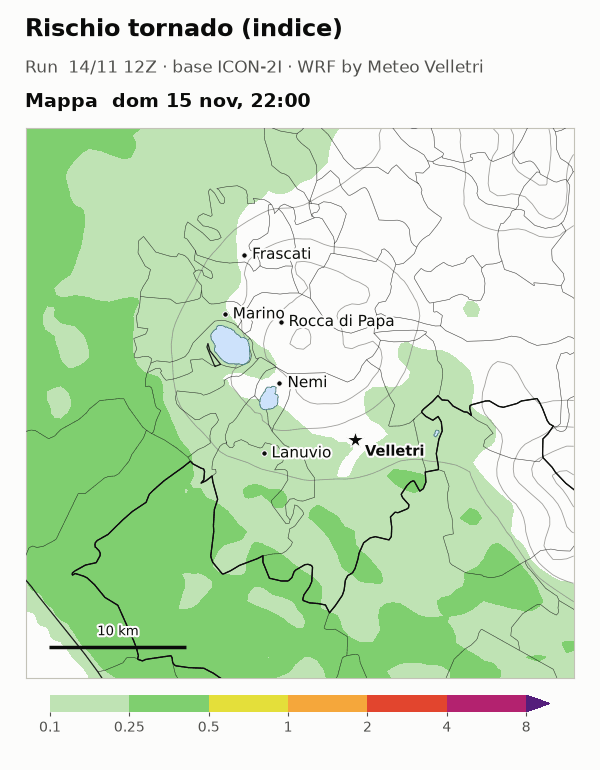 Rischio tornado (indice)
Run 14/11 12Z · base ICON-2I · WRF by Meteo Velletri
Mappa dom 15 nov, 22:00
Frascati
Marino
Rocca di Papa
Nemi
Velletri
Lanuvio
10 km
0.1 0.25 0.5 1 2 4 8